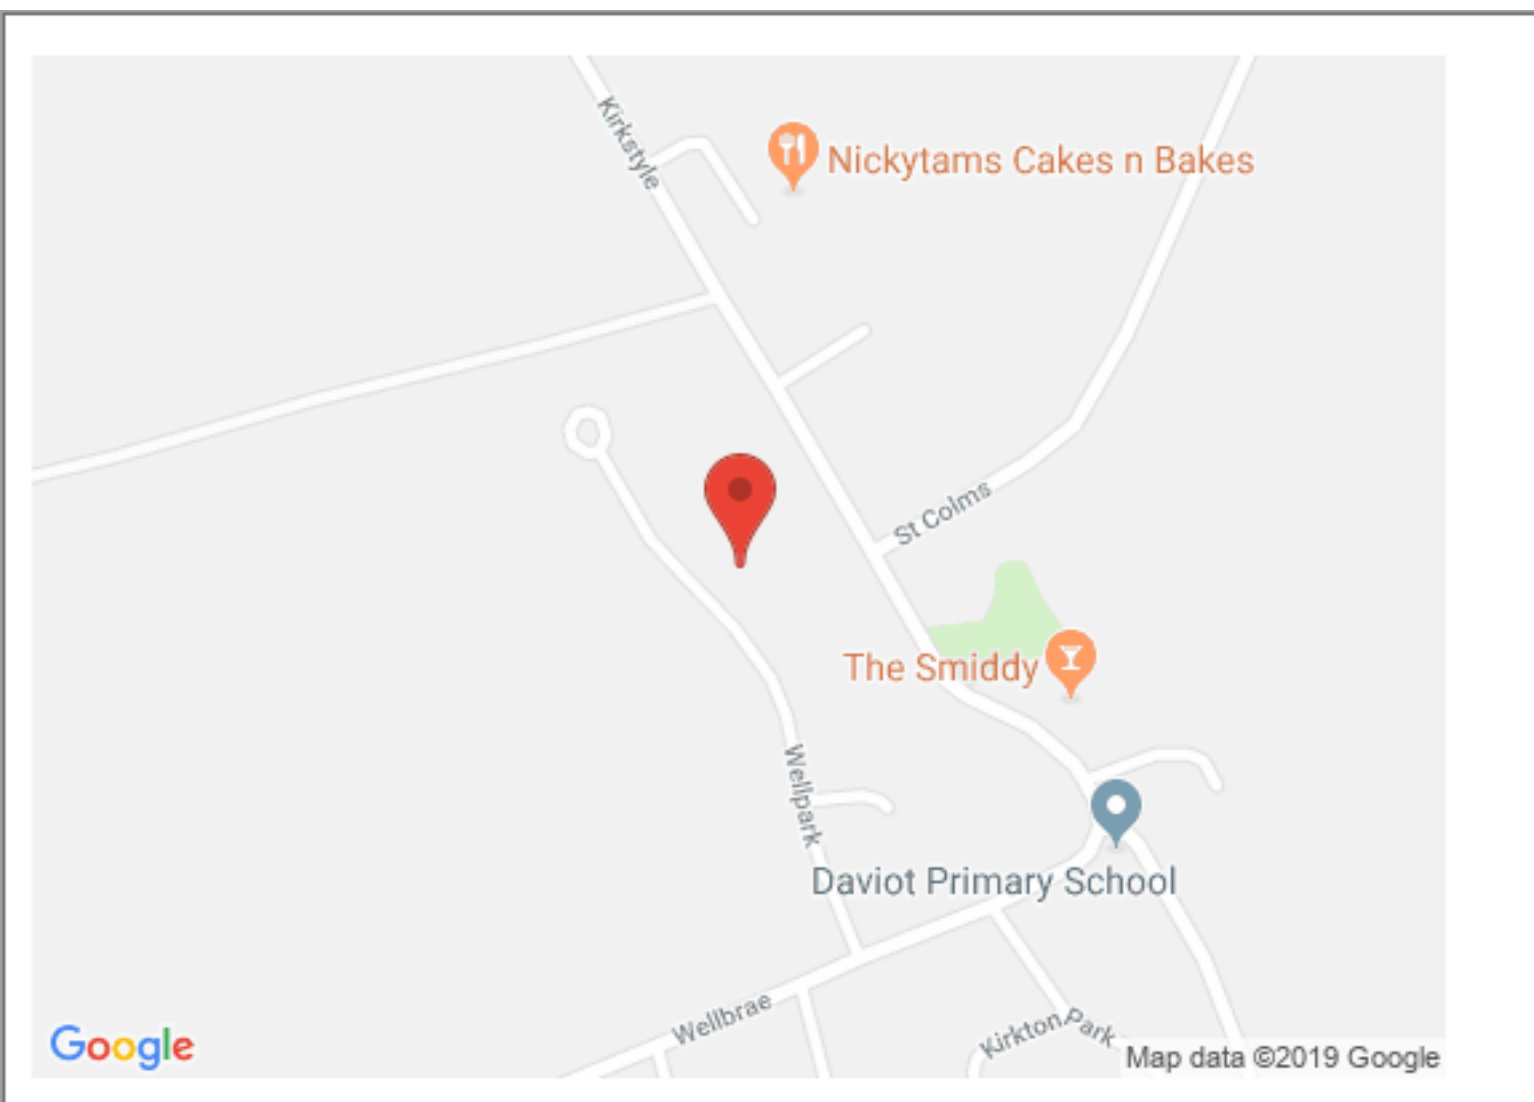 Kirkstyle
Nickytams Cakes n Bakes
St Colms
The Smiddy
Wellpark
Daviot Primary School
Wellbrae
Kirkton Park
Google
Map data ©2019 Google